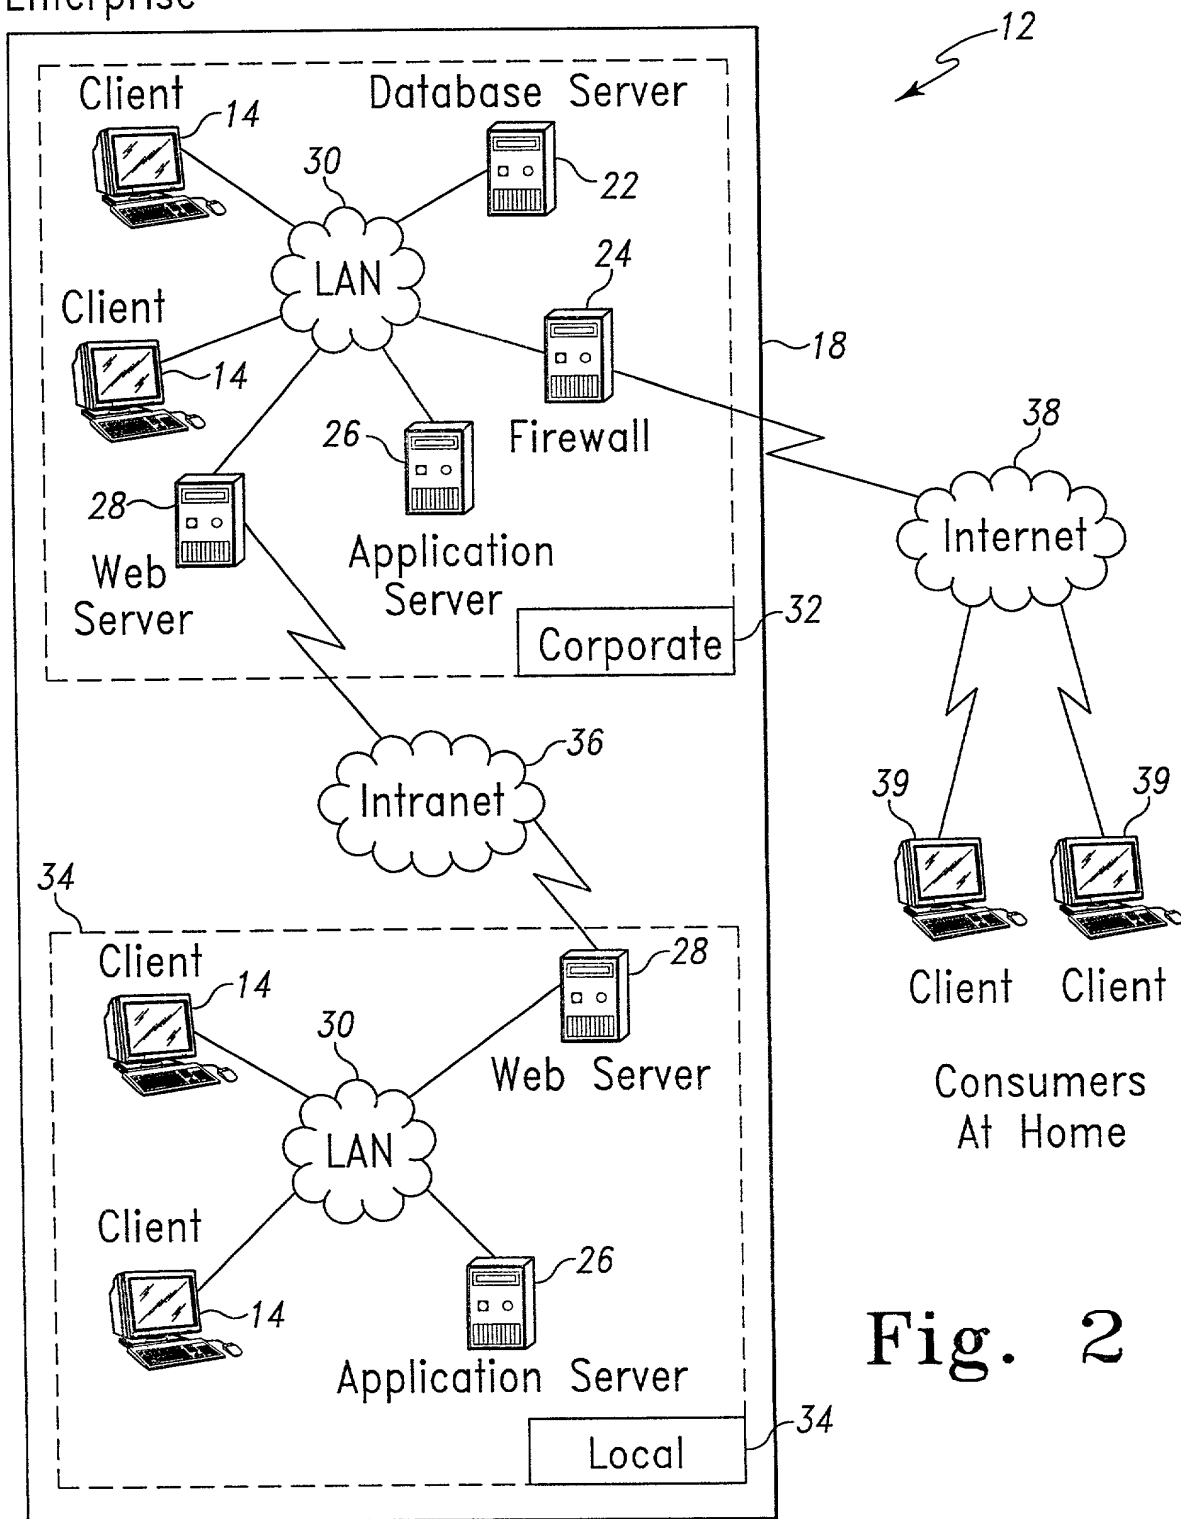 Enterprise
12
Client
14
Database Server
22
30
LAN
24
Firewall
18
Client
14
26
Application
Server
28
Web
Server
Corporate
32
38
Internet
36
Intranet
39
39
Client
Client
Consumers
At Home
34
Client
14
28
Web Server
30
LAN
Client
14
26
Application Server
Local
34
Fig. 2